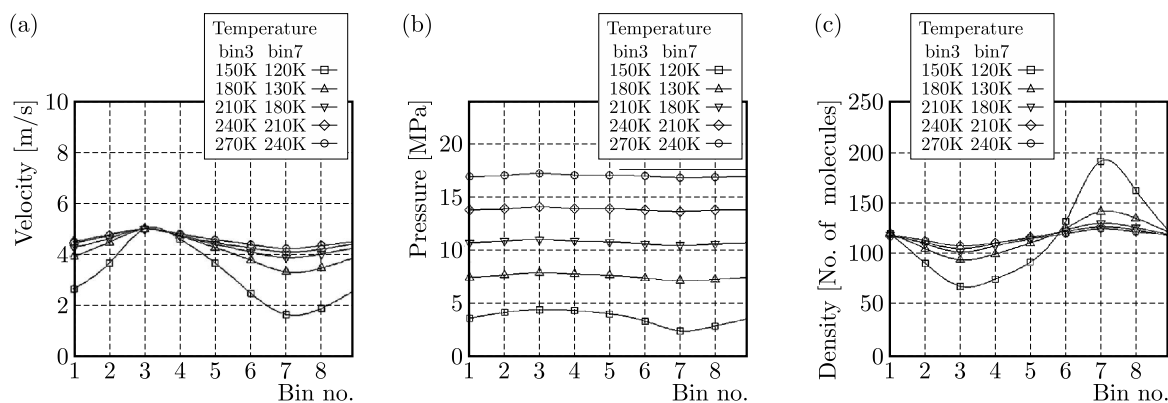 (a)
Temperature
bin3 bin7
150K 120K
180K 130K
210K 180K
240K 210K
270K 240K
Velocity [m/s]
10
8
6
4
2
0
1 2 3 4 5 6 7 8
Bin no.
(b)
Temperature
bin3 bin7
150K 120K
180K 130K
210K 180K
240K 210K
270K 240K
Pressure [MPa]
20
15
10
5
0
1 2 3 4 5 6 7 8
Bin no.
(c)
Temperature
bin3 bin7
150K 120K
180K 130K
210K 180K
240K 210K
270K 240K
Density [No. of molecules]
250
200
150
100
50
0
1 2 3 4 5 6 7 8
Bin no.